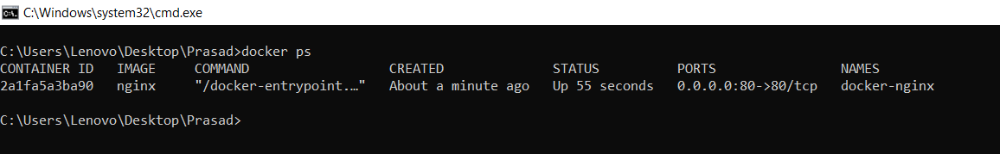 C:\Windows\system32\cmd.exe
C:\Users\Lenovo\Desktop\Prasad>docker ps
CONTAINER ID   IMAGE     COMMAND                  CREATED              STATUS          PORTS                NAMES
2a1fa5a3ba90   nginx     "/docker-entrypoint.…"   About a minute ago   Up 55 seconds   0.0.0.0:80->80/tcp   docker-nginx
C:\Users\Lenovo\Desktop\Prasad>